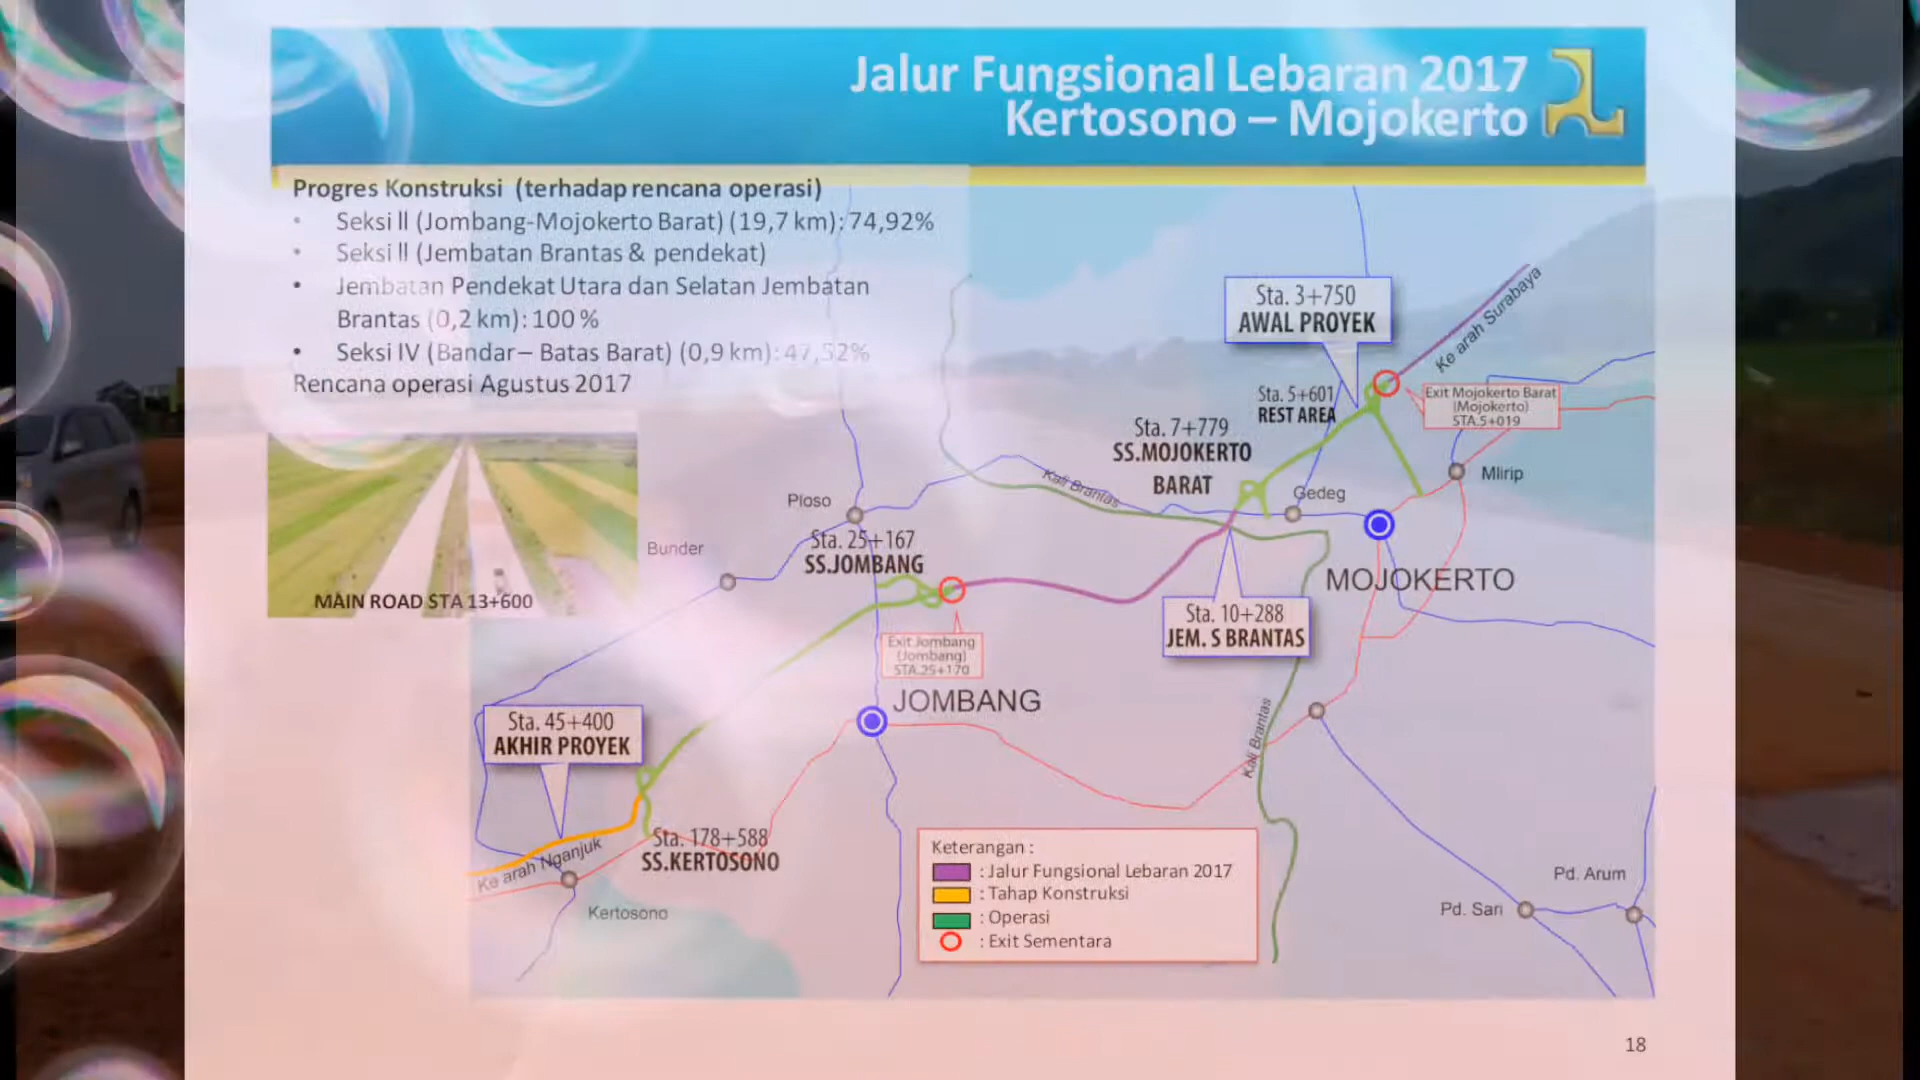 Jalur Fungsional Lebaran 2017
Kertosono – Mojokerto
Progres Konstruksi (terhadap rencana operasi)
• Seksi II (Jombang-Mojokerto Barat) (19,7 km): 74,92%
• Seksi II (Jembatan Brantas & pendekat)
• Jembatan Pendekat Utara dan Selatan Jembatan
Brantas (0,2 km): 100 %
• Seksi IV (Bandar – Batas Barat) (0,9 km): 47,52%
Rencana operasi Agustus 2017
MAIN ROAD STA 13+600
Sta. 3+750
AWAL PROYEK
Ke arah Surabaya
Sta. 5+601
REST AREA
Exit Mojokerto Barat
(Mojokerto)
STA.5+019
Sta. 7+779
SS.MOJOKERTO
BARAT
Kali Brantas
Gedeg
Mlirip
Ploso
Bunder
Sta. 25+167
SS.JOMBANG
MOJOKERTO
Sta. 10+288
JEM. S BRANTAS
Exit Jombang
(Jombang)
STA.25+170
JOMBANG
Sta. 45+400
AKHIR PROYEK
Kali Brantas
Ke arah Nganjuk
Sta. 178+588
SS.KERTOSONO
Kertosono
Keterangan :
: Jalur Fungsional Lebaran 2017
: Tahap Konstruksi
: Operasi
: Exit Sementara
Pd. Arum
Pd. Sari
18